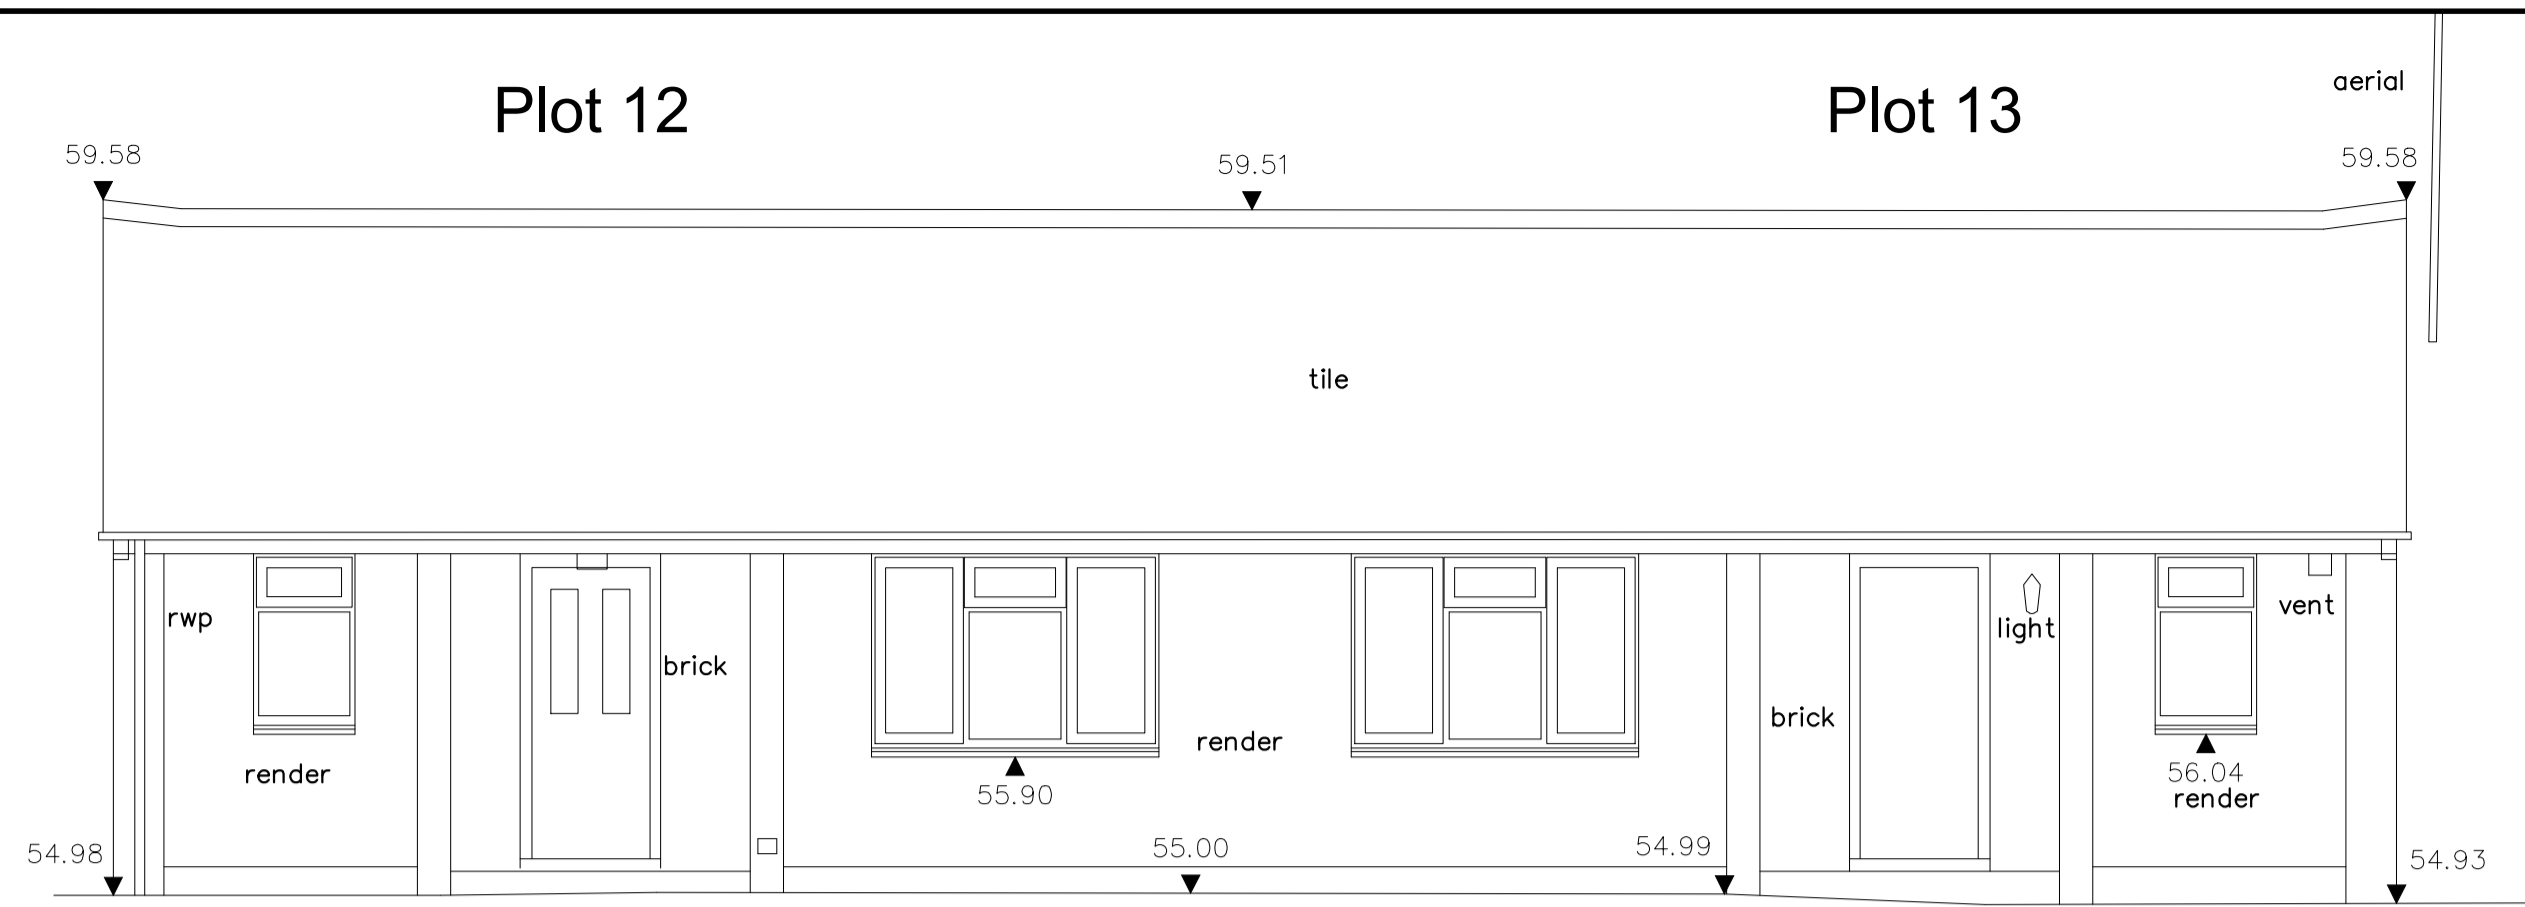 aerial
Plot 12
Plot 13
59.58
59.51
59.58
tile
rwp
vent
light
brick
brick
render
render
56.04
render
55.90
55.00
54.99
54.98
54.93